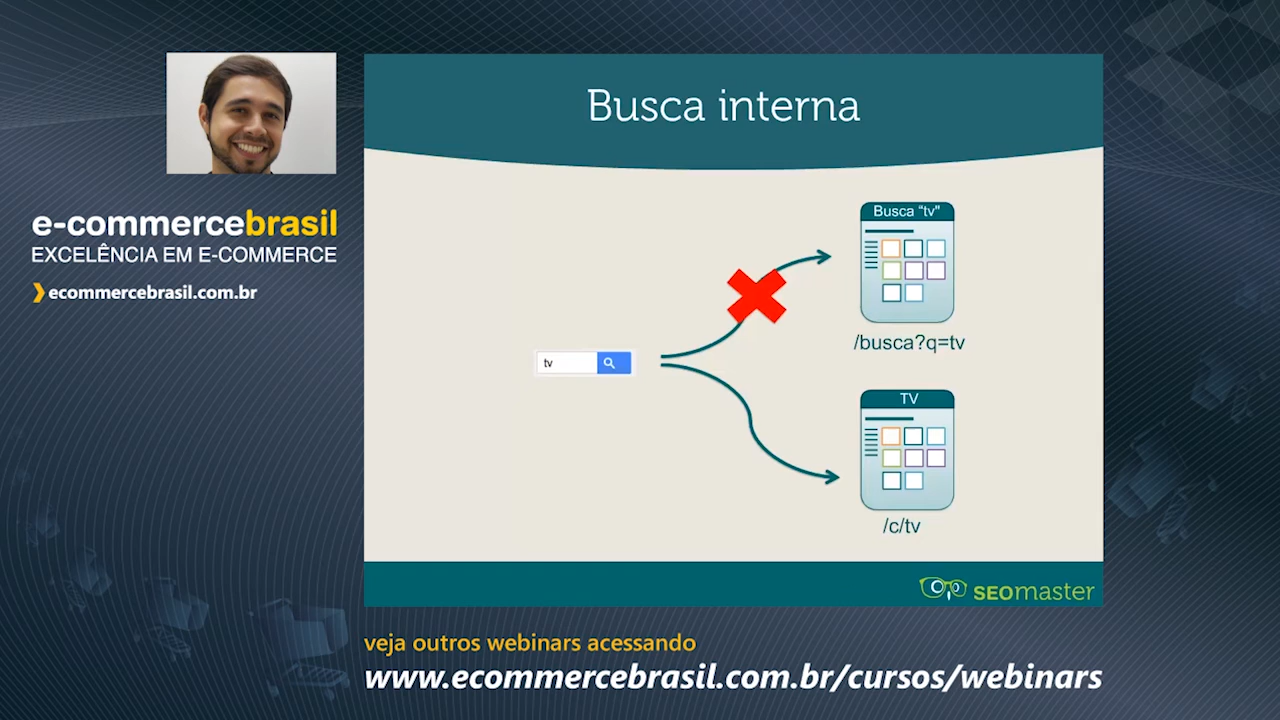 Busca interna
e-commercebrasil
EXCELÊNCIA EM E-COMMERCE
ecommercebrasil.com.br
Busca "tv"
/busca?q=tv
tv
TV
/c/tv
SEOmaster
veja outros webinars acessando
www.ecommercebrasil.com.br/cursos/webinars